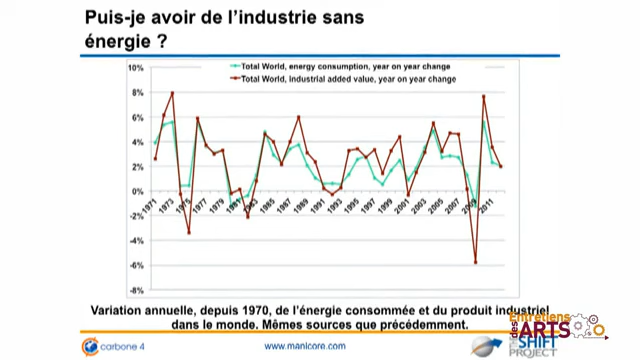 Puis-je avoir de l'industrie sans
énergie ?
Total World, energy consumption, year on year change
Total World, industrial added value, year on year change
10%
8%
6%
4%
2%
0%
-2%
-4%
-6%
-8%
1971 1973 1975 1977 1979 1981 1983 1985 1987 1989 1991 1993 1995 1997 1999 2001 2003 2005 2007 2009 2011
Variation annuelle, depuis 1970, de l'énergie consommée et du produit industriel
dans le monde. Mêmes sources que précédemment.
carbone 4
www.manicore.com
Entretiens
des ARTS
SHIFT
PROJECT